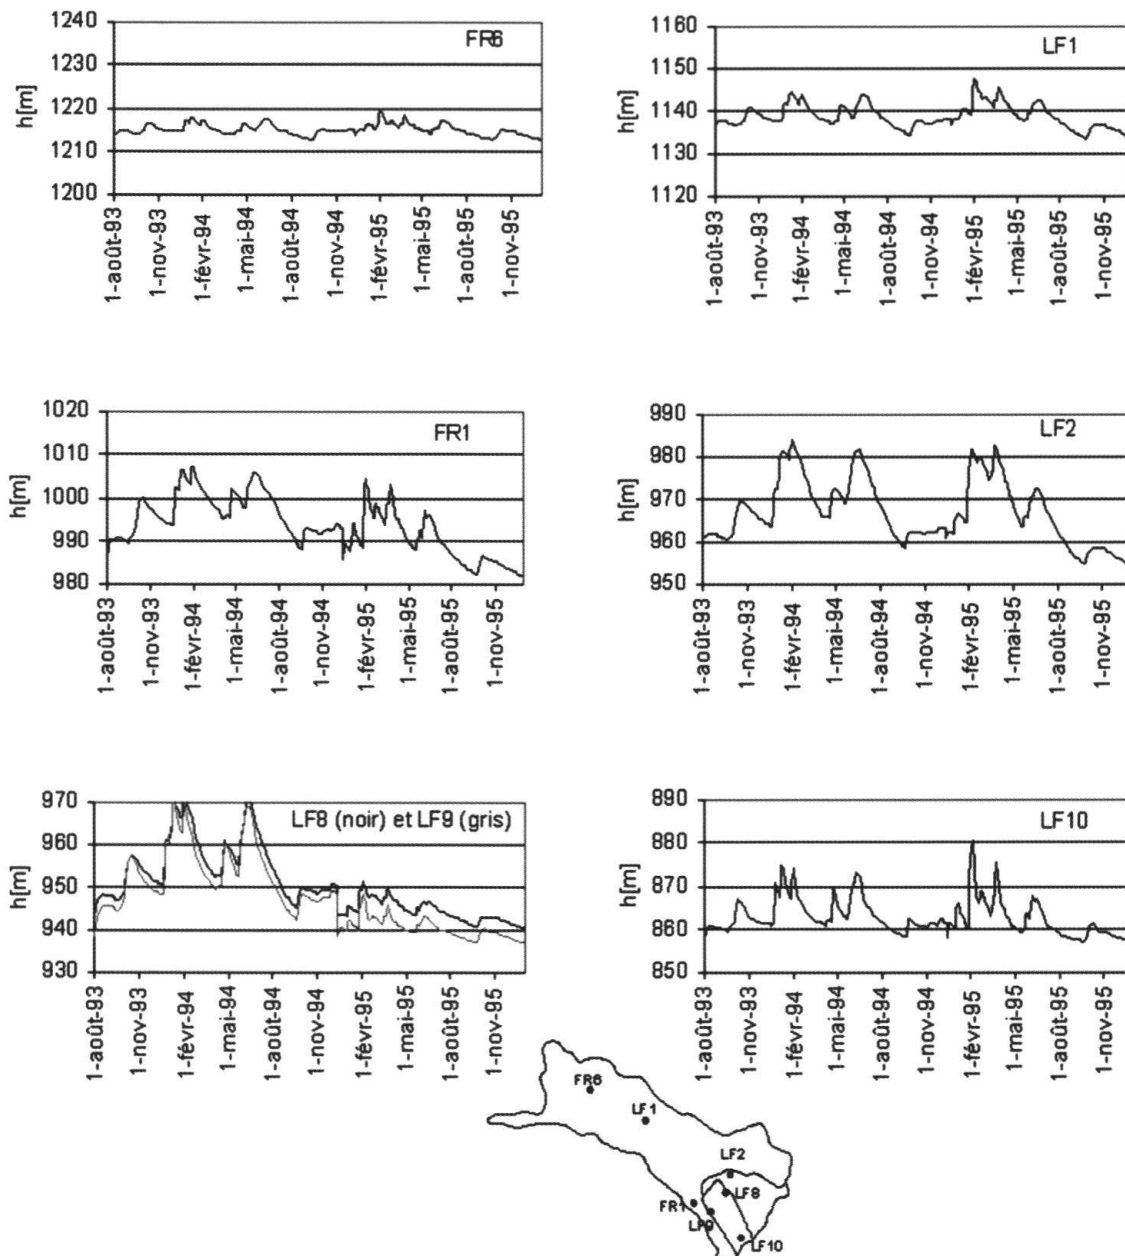 FR6
h[m]
1240
1230
1220
1210
1200
1-août-93
1-nov-93
1-févr-94
1-mai-94
1-août-94
1-nov-94
1-févr-95
1-mai-95
1-août-95
1-nov-95
LF1
h[m]
1160
1150
1140
1130
1120
1-août-93
1-nov-93
1-févr-94
1-mai-94
1-août-94
1-nov-94
1-févr-95
1-mai-95
1-août-95
1-nov-95
FR1
h[m]
1020
1010
1000
990
980
1-août-93
1-nov-93
1-févr-94
1-mai-94
1-août-94
1-nov-94
1-févr-95
1-mai-95
1-août-95
1-nov-95
LF2
h[m]
990
980
970
960
950
1-août-93
1-nov-93
1-févr-94
1-mai-94
1-août-94
1-nov-94
1-févr-95
1-mai-95
1-août-95
1-nov-95
LF8 (noir) et LF9 (gris)
h[m]
970
960
950
940
930
1-août-93
1-nov-93
1-févr-94
1-mai-94
1-août-94
1-nov-94
1-févr-95
1-mai-95
1-août-95
1-nov-95
LF10
h[m]
890
880
870
860
850
1-août-93
1-nov-93
1-févr-94
1-mai-94
1-août-94
1-nov-94
1-févr-95
1-mai-95
1-août-95
1-nov-95
FR6
LF1
LF2
LF8
FR1
LF9
LF10